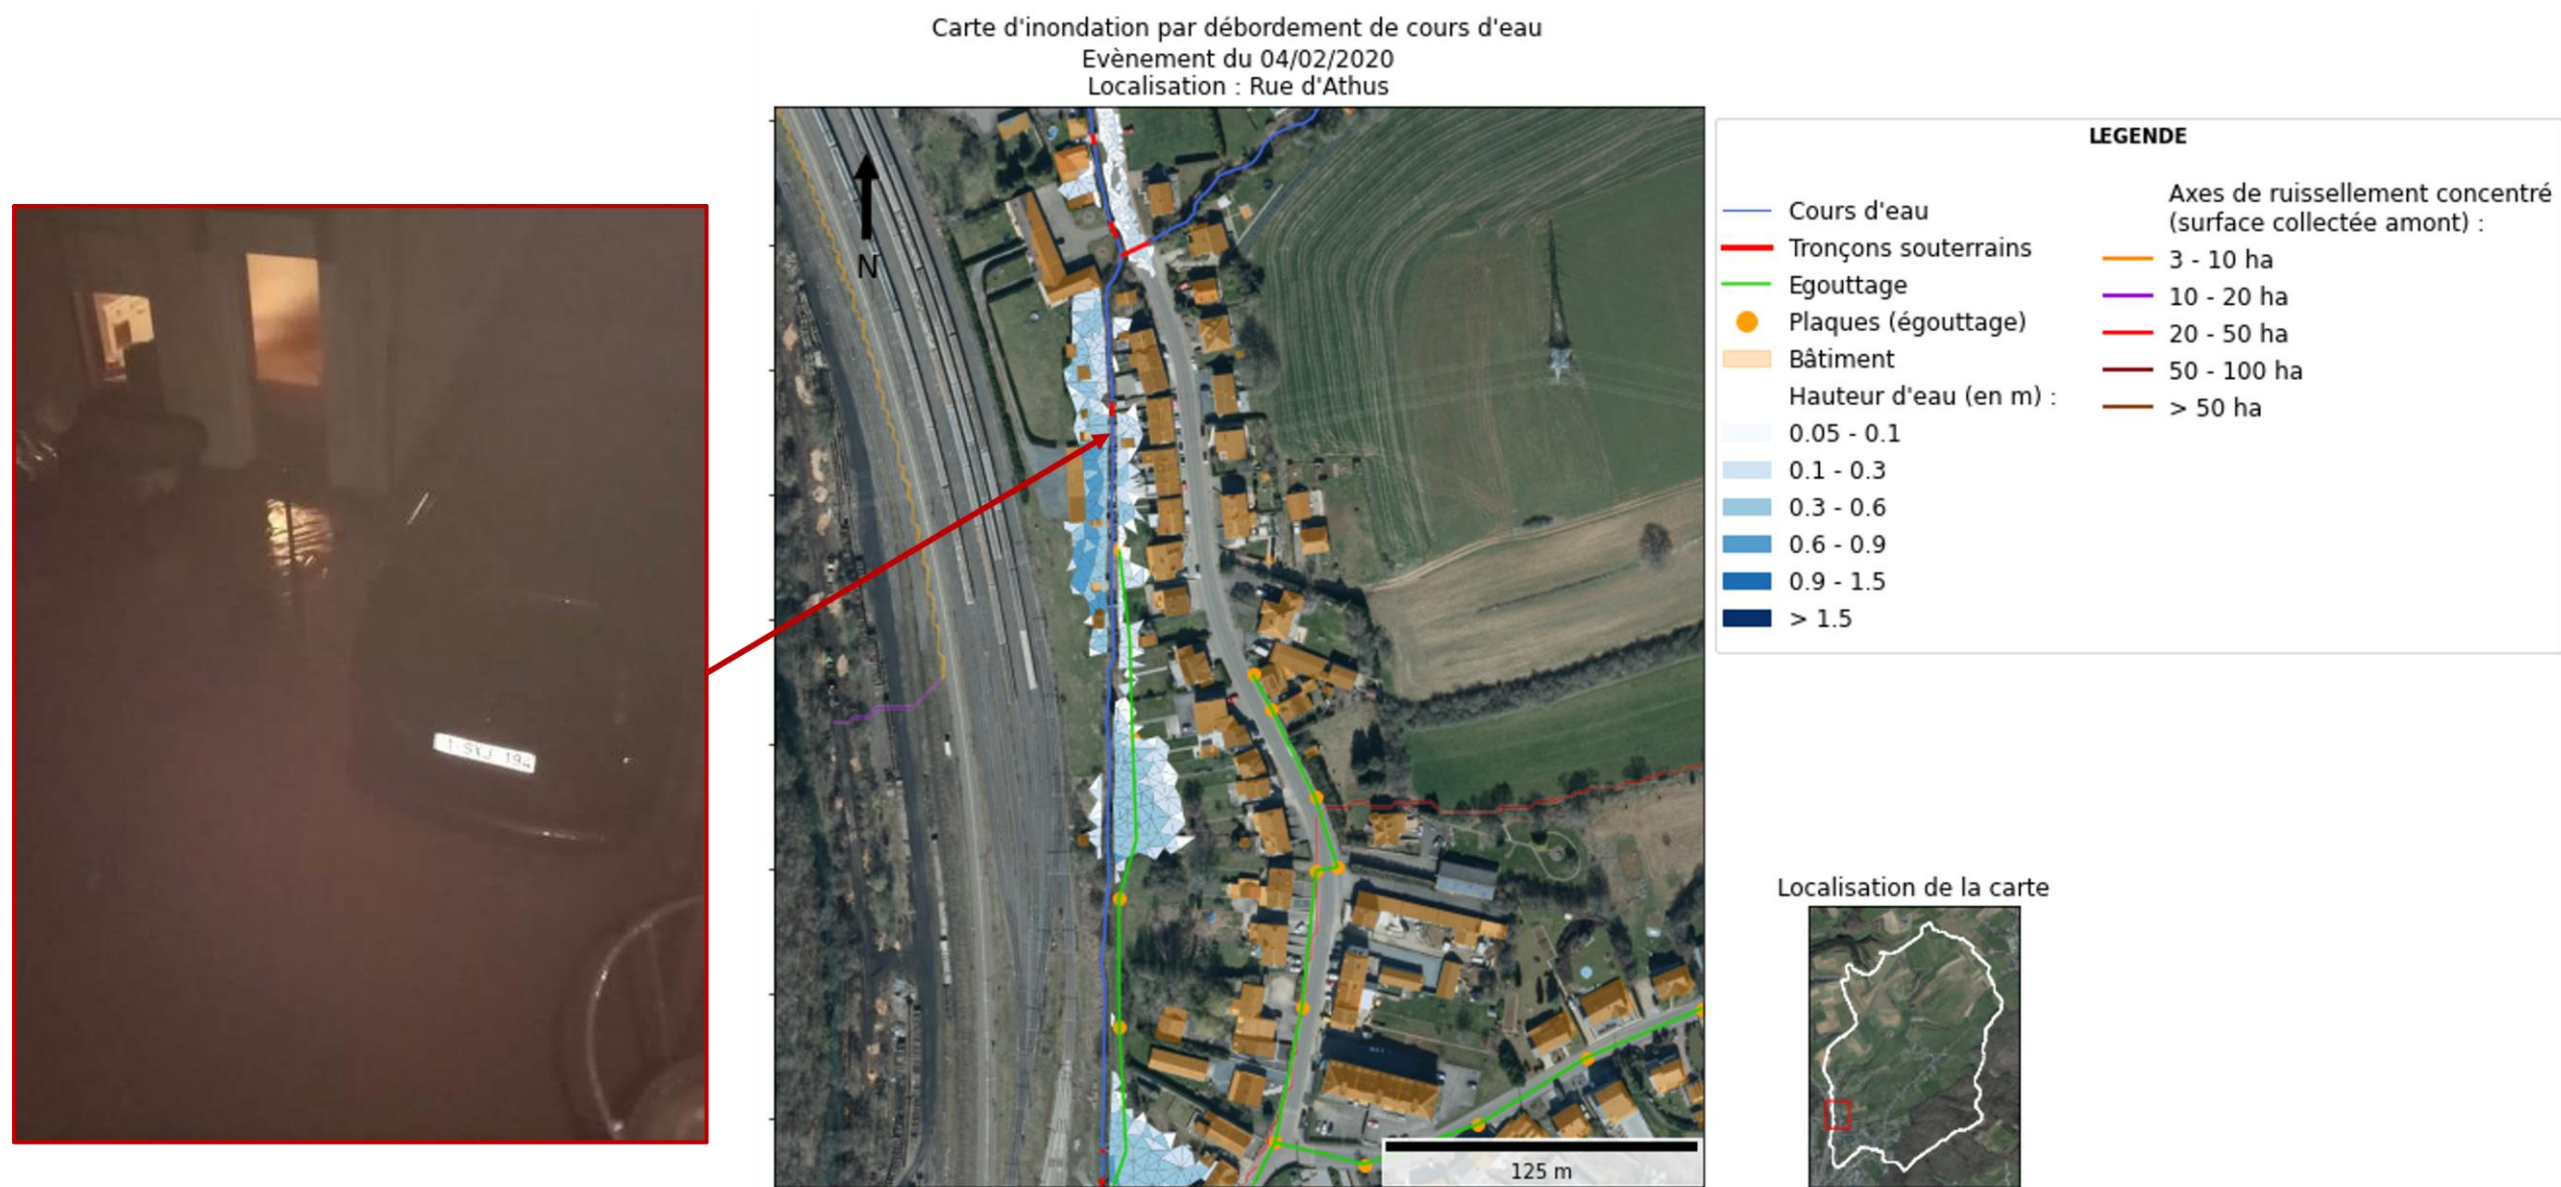 Carte d'inondation par débordement de cours d'eau
Evènement du 04/02/2020
Localisation : Rue d'Athus
N
125 m
LEGENDE
Cours d'eau
Tronçons souterrains
Egouttage
Plaques (égouttage)
Bâtiment
Hauteur d'eau (en m) :
0.05 - 0.1
0.1 - 0.3
0.3 - 0.6
0.6 - 0.9
0.9 - 1.5
> 1.5
Axes de ruissellement concentré
(surface collectée amont) :
3 - 10 ha
10 - 20 ha
20 - 50 ha
50 - 100 ha
> 50 ha
Localisation de la carte